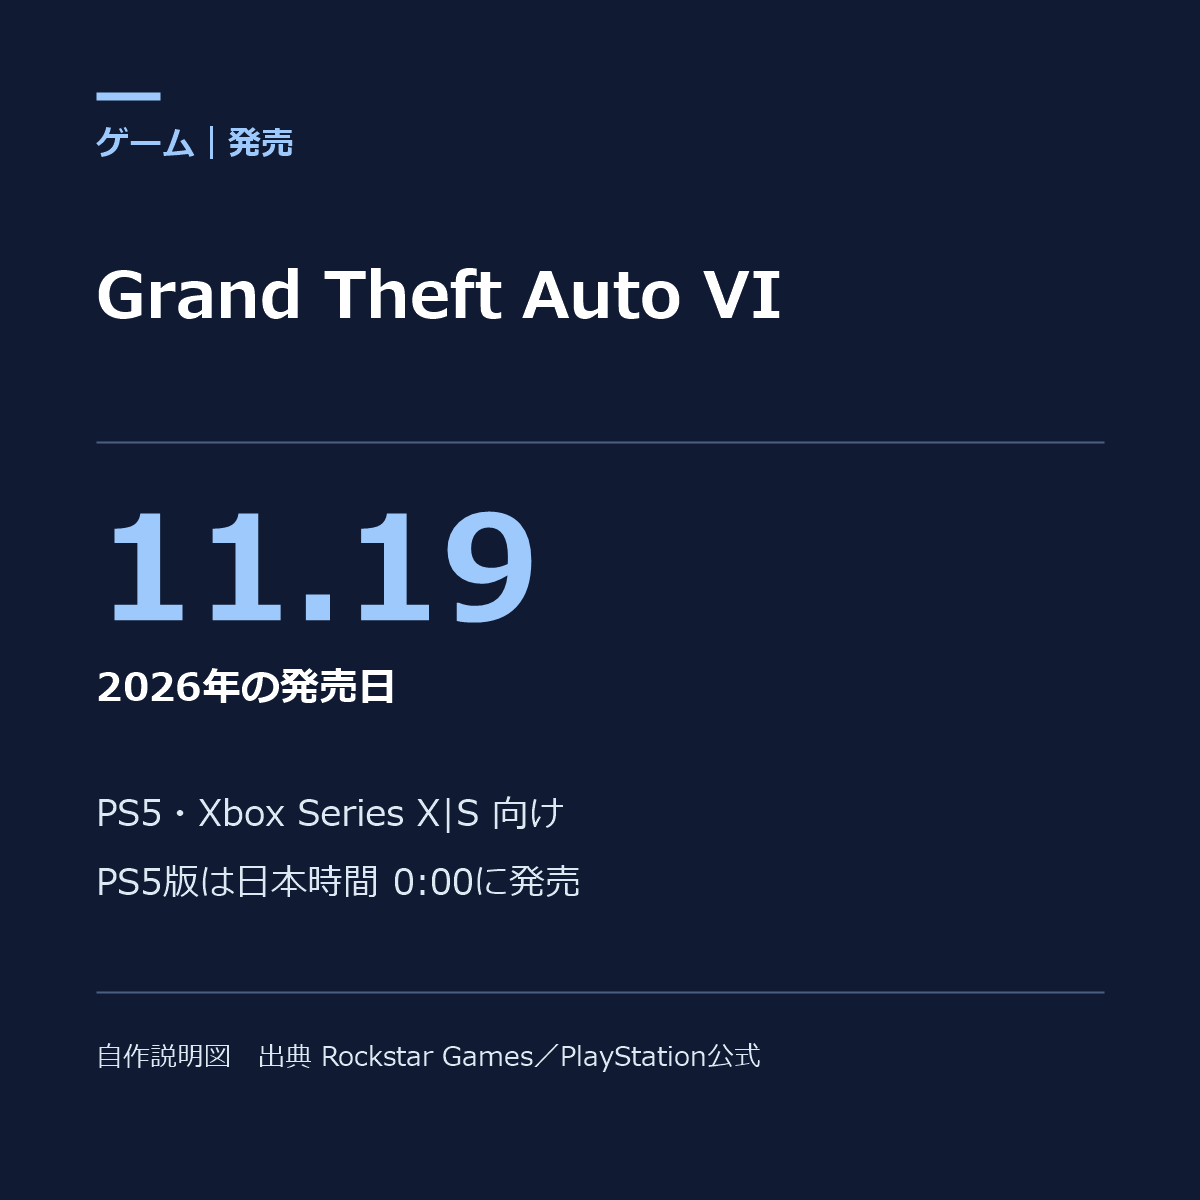 ゲーム｜発売
Grand Theft Auto VI
11.19
2026年の発売日
PS5・Xbox Series X|S 向け
PS5版は日本時間 0:00に発売
自作説明図　出典 Rockstar Games／PlayStation公式